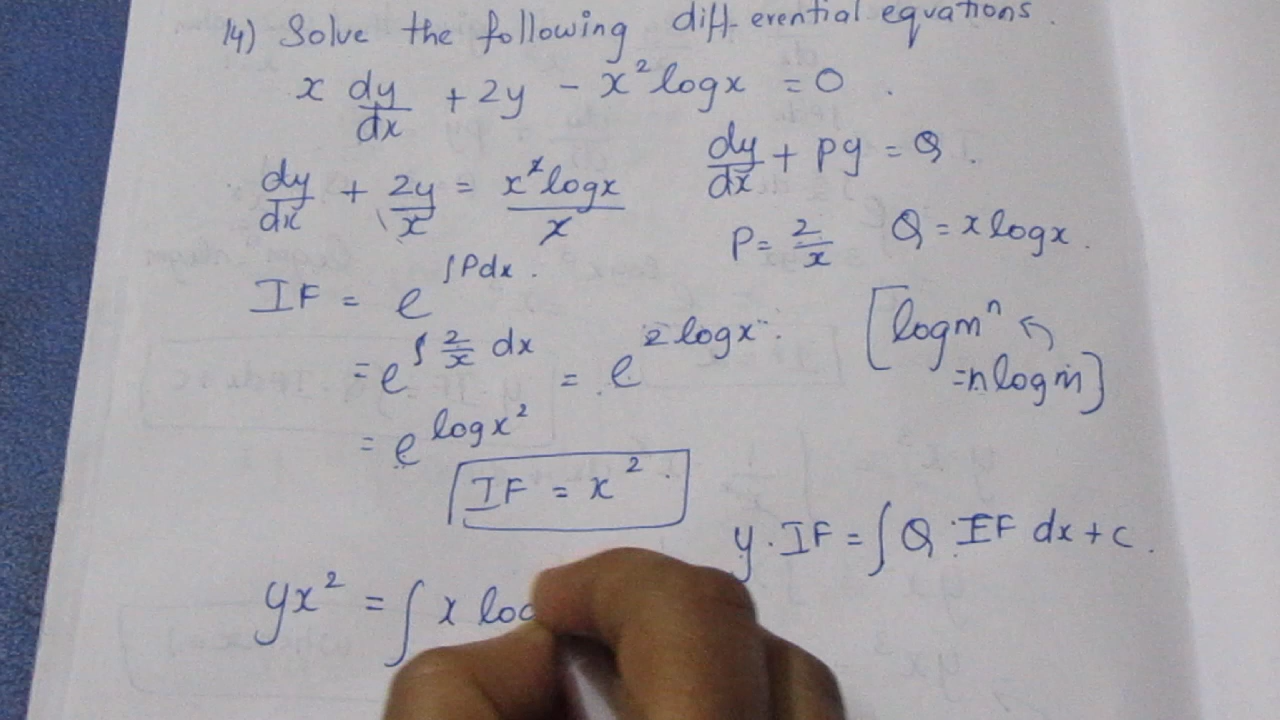 14) Solve the following differential equations.
x dy/dx + 2y - x² log x = 0.
dy/dx + 2y/x = x² log x / x
dy/dx + py = Q.
P = 2/x Q = x log x.
IF = e^∫Pdx.
= e^∫ 2/x dx = e^2 log x.
[log mⁿ
= n log m]
= e^log x²
IF = x².
y · IF = ∫ Q · IF dx + c.
yx² = ∫ x log